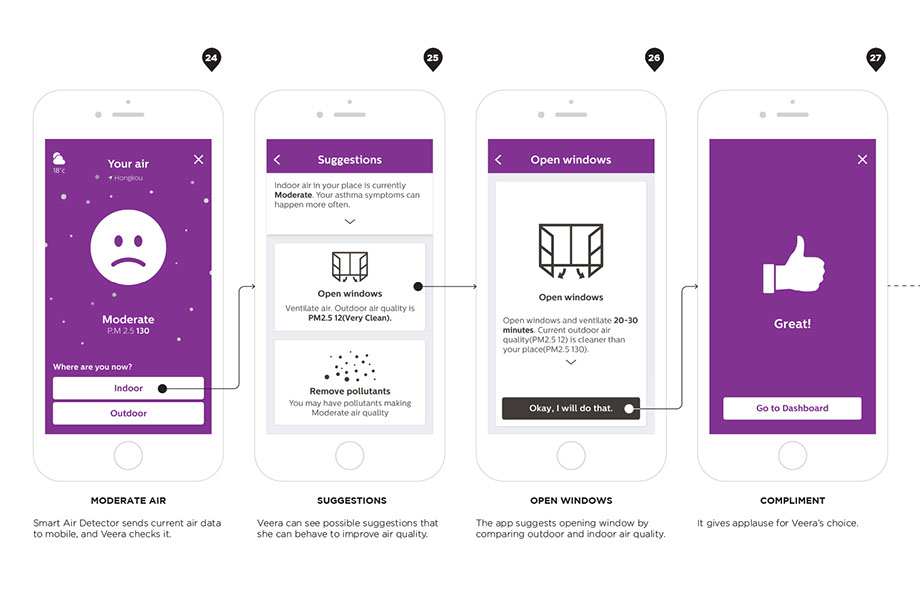 24
25
26
27
18°c
Your air
Hongkou
Moderate
P.M 2.5 130
Where are you now?
Indoor
Outdoor
Suggestions
Indoor air in your place is currently
Moderate. Your asthma symptoms can
happen more often.
Open windows
Ventilate air. Outdoor air quality is
PM2.5 12(Very Clean).
Remove pollutants
You may have pollutants making
Moderate air quality
Open windows
Open windows
Open windows and ventilate 20-30
minutes. Current outdoor air
quality(PM2.5 12) is cleaner than
your place(PM2.5 130).
Okay, I will do that.
Great!
Go to Dashboard
MODERATE AIR
Smart Air Detector sends current air data
to mobile, and Veera checks it.
SUGGESTIONS
Veera can see possible suggestions that
she can behave to improve air quality.
OPEN WINDOWS
The app suggests opening window by
comparing outdoor and indoor air quality.
COMPLIMENT
It gives applause for Veera's choice.